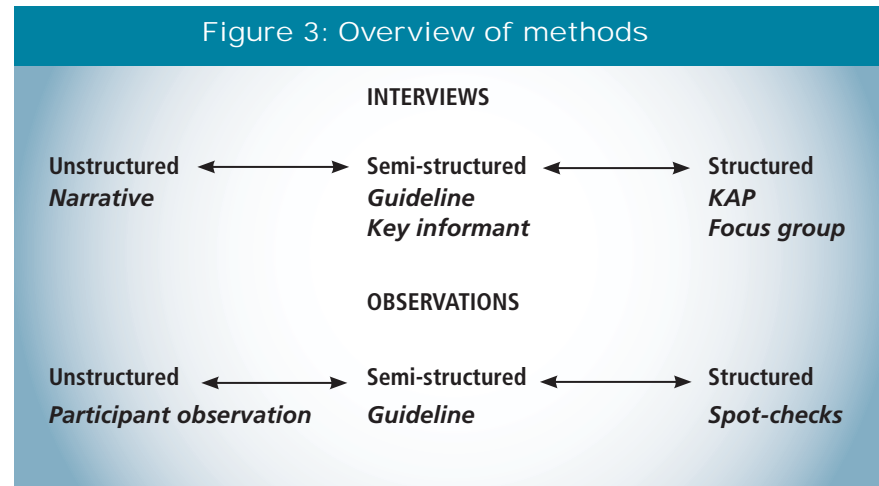 Figure 3: Overview of methods
INTERVIEWS
Unstructured Semi-structured Structured
Narrative Guideline KAP
Key informant Focus group
OBSERVATIONS
Unstructured Semi-structured Structured
Participant observation Guideline Spot-checks